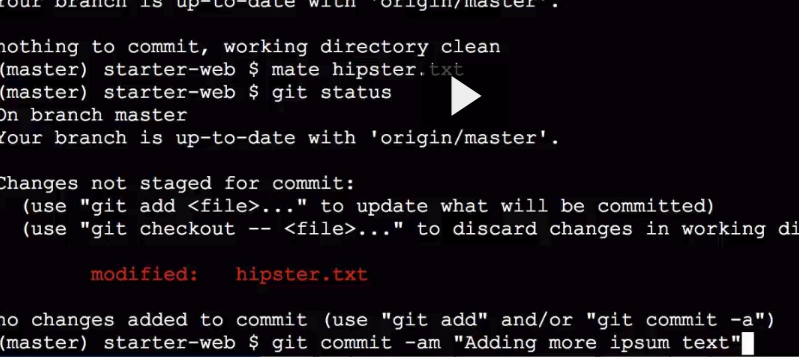 Your branch is up-to-date with 'origin/master'.
nothing to commit, working directory clean
(master) starter-web $ mate hipster.txt
(master) starter-web $ git status
On branch master
Your branch is up-to-date with 'origin/master'.
Changes not staged for commit:
(use "git add <file>..." to update what will be committed)
(use "git checkout -- <file>..." to discard changes in working di
modified: hipster.txt
no changes added to commit (use "git add" and/or "git commit -a")
(master) starter-web $ git commit -am "Adding more ipsum text"